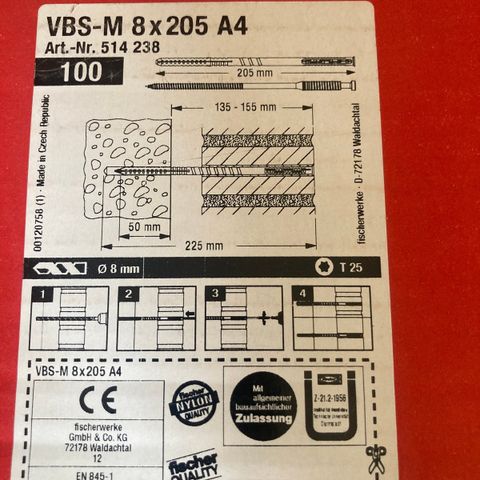 VBS-M 8x205 A4
Art.-Nr. 514 238
100
205 mm
135 - 155 mm
00120758 (1) · Made in Czech Republic
fischerwerke · D-72178 Waldachtal
50 mm
225 mm
Ø 8 mm
T 25
1
2
3
4
VBS-M 8x205 A4
CE
fischerwerke
GmbH & Co. KG
72178 Waldachtal
12
EN 845-1
fischer
NYLON
QUALITY
Mit
allgemeiner
bauaufsichtlicher
Zulassung
Z-21.2-1956
fischer
QUALITY